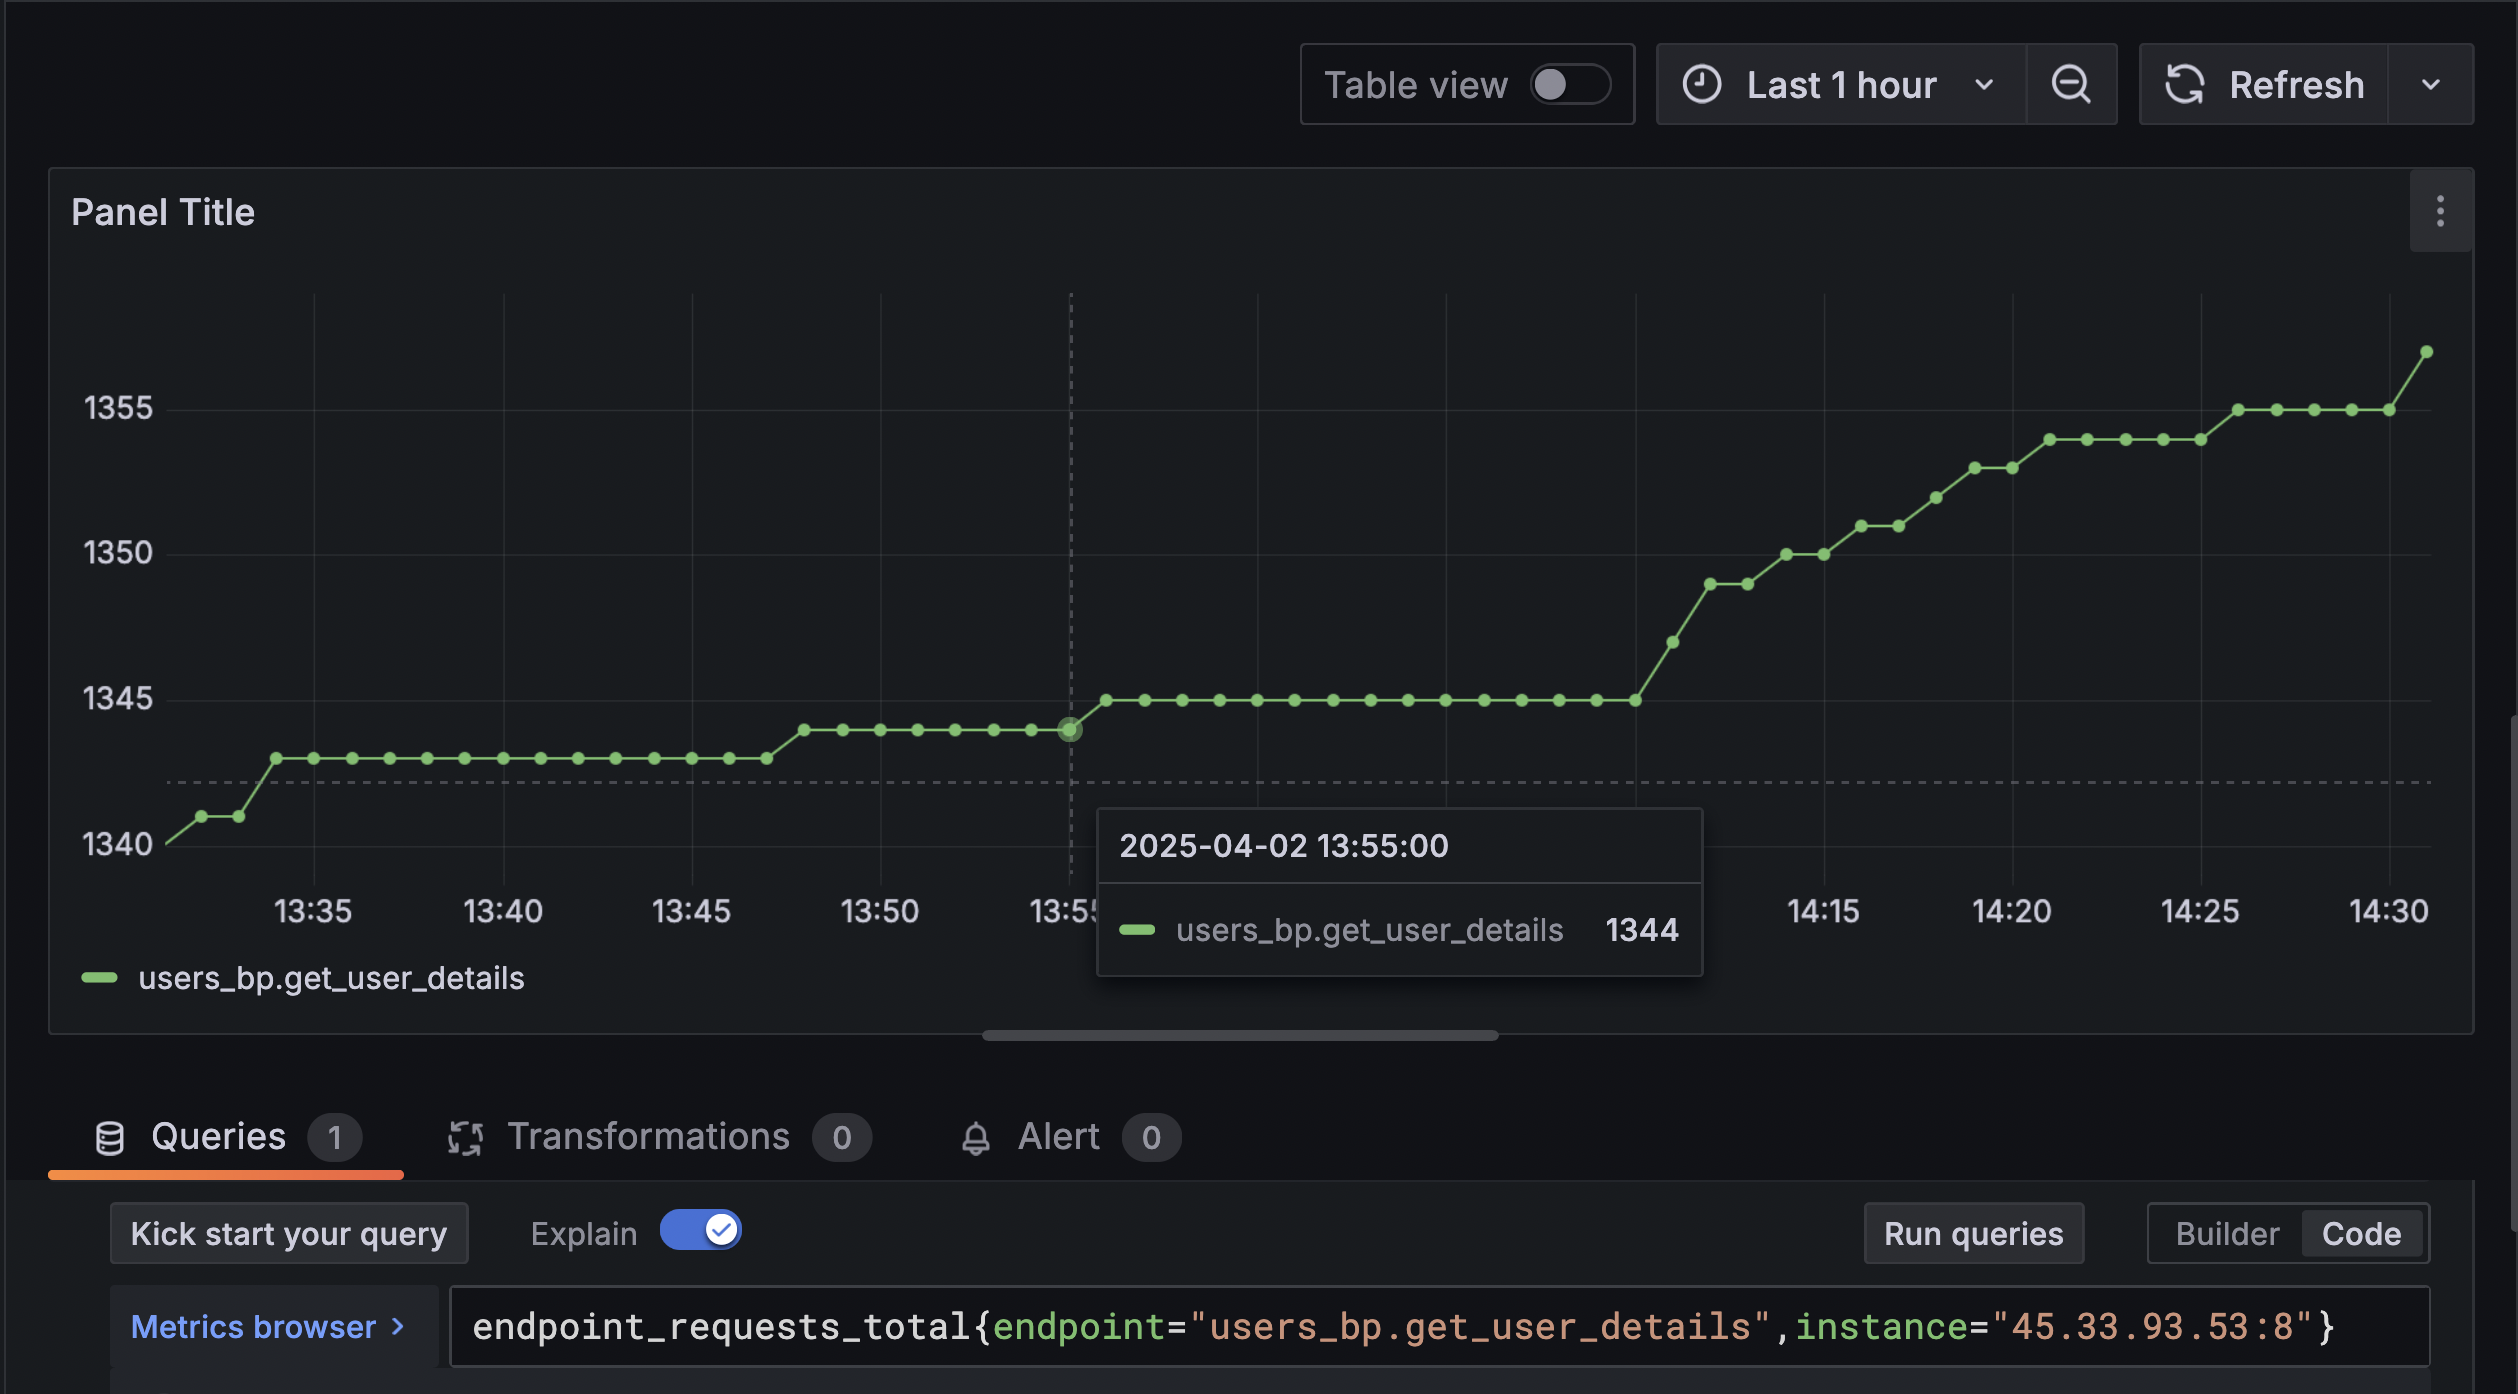 Table view
Last 1 hour
Refresh
Panel Title
1355
1350
1345
1340
13:35 13:40 13:45 13:50 13:55 14:15 14:20 14:25 14:30
2025-04-02 13:55:00
users_bp.get_user_details 1344
users_bp.get_user_details
Queries 1 Transformations 0 Alert 0
Kick start your query Explain Run queries Builder Code
Metrics browser > endpoint_requests_total{endpoint="users_bp.get_user_details",instance="45.33.93.53:8"}